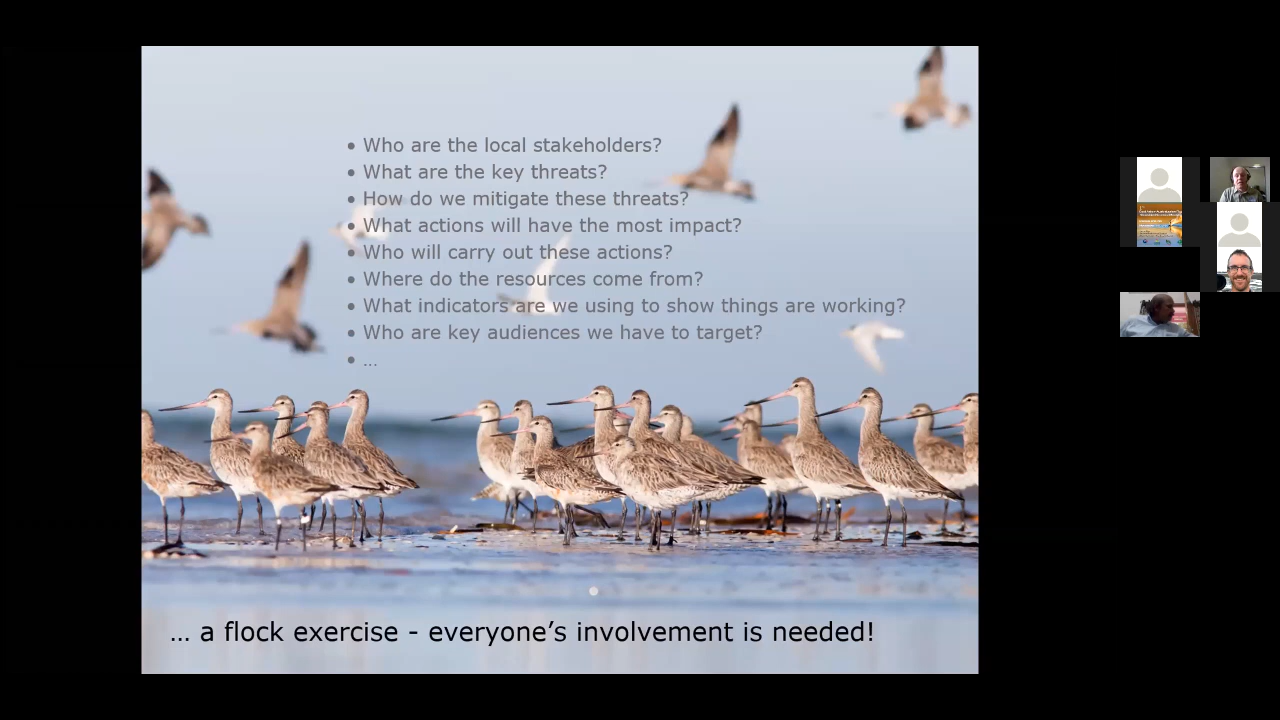 • Who are the local stakeholders?
• What are the key threats?
• How do we mitigate these threats?
• What actions will have the most impact?
• Who will carry out these actions?
• Where do the resources come from?
• What indicators are we using to show things are working?
• Who are key audiences we have to target?
• ...
... a flock exercise - everyone’s involvement is needed!